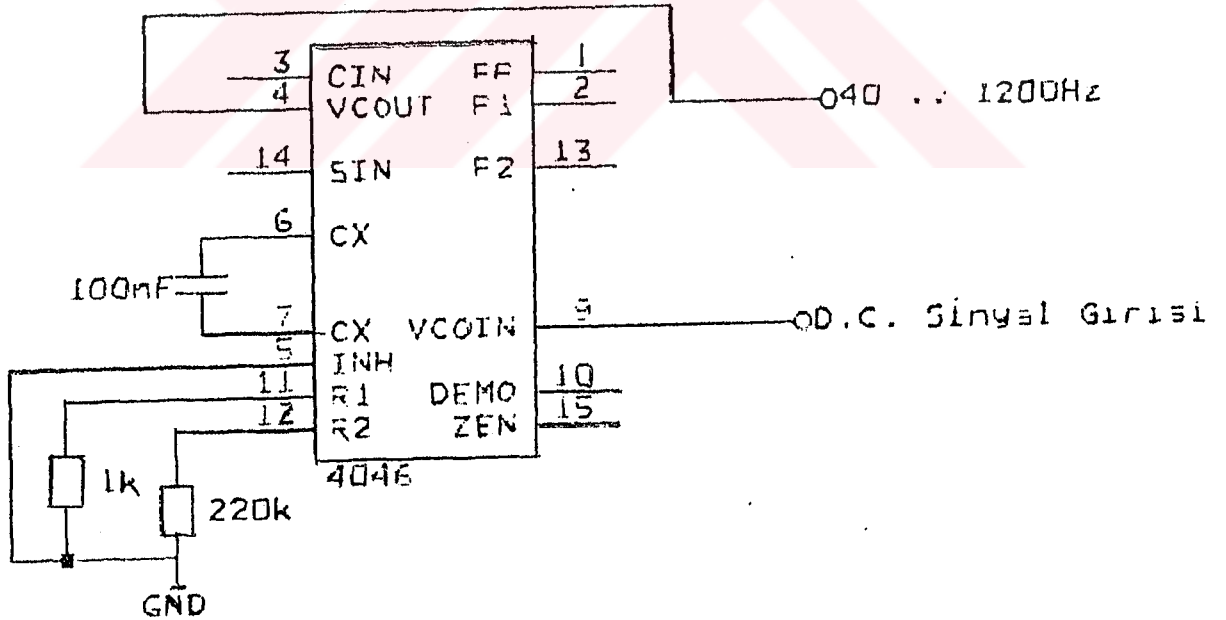 3 CIN FF 1
4 VCOUT F1 2
40 .. 1200Hz
14 SIN F2 13
6 CX
100nF
7 CX VCOIN 9
D.C. Sinyal Girisi
5 INH
11 R1 DEMO 10
12 R2 ZEN 15
4046
1k
220k
GND